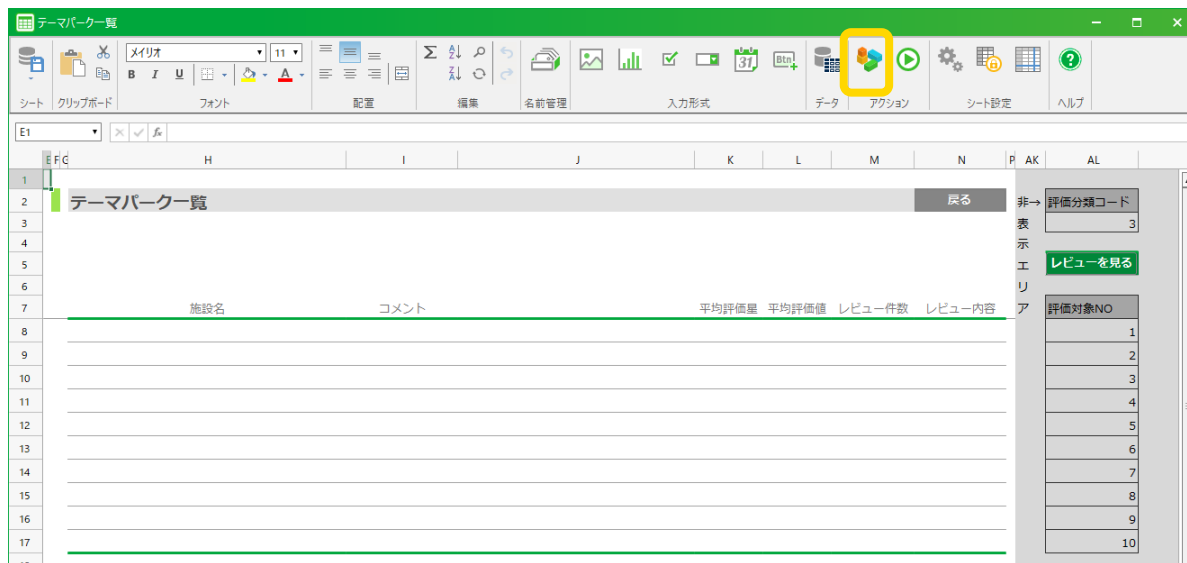 テーマパーク一覧
メイリオ 11
B I U A
Σ
31
Btn
?
シート クリップボード フォント 配置 編集 名前管理 入力形式 データ アクション シート設定 ヘルプ
E1 fx
E F G H I J K L M N P AK AL
1
2 テーマパーク一覧 戻る 非→ 評価分類コード
3 表 3
4 示
5 エ レビューを見る
6 リ
7 施設名 コメント 平均評価星 平均評価値 レビュー件数 レビュー内容 ア 評価対象NO
8 1
9 2
10 3
11 4
12 5
13 6
14 7
15 8
16 9
17 10